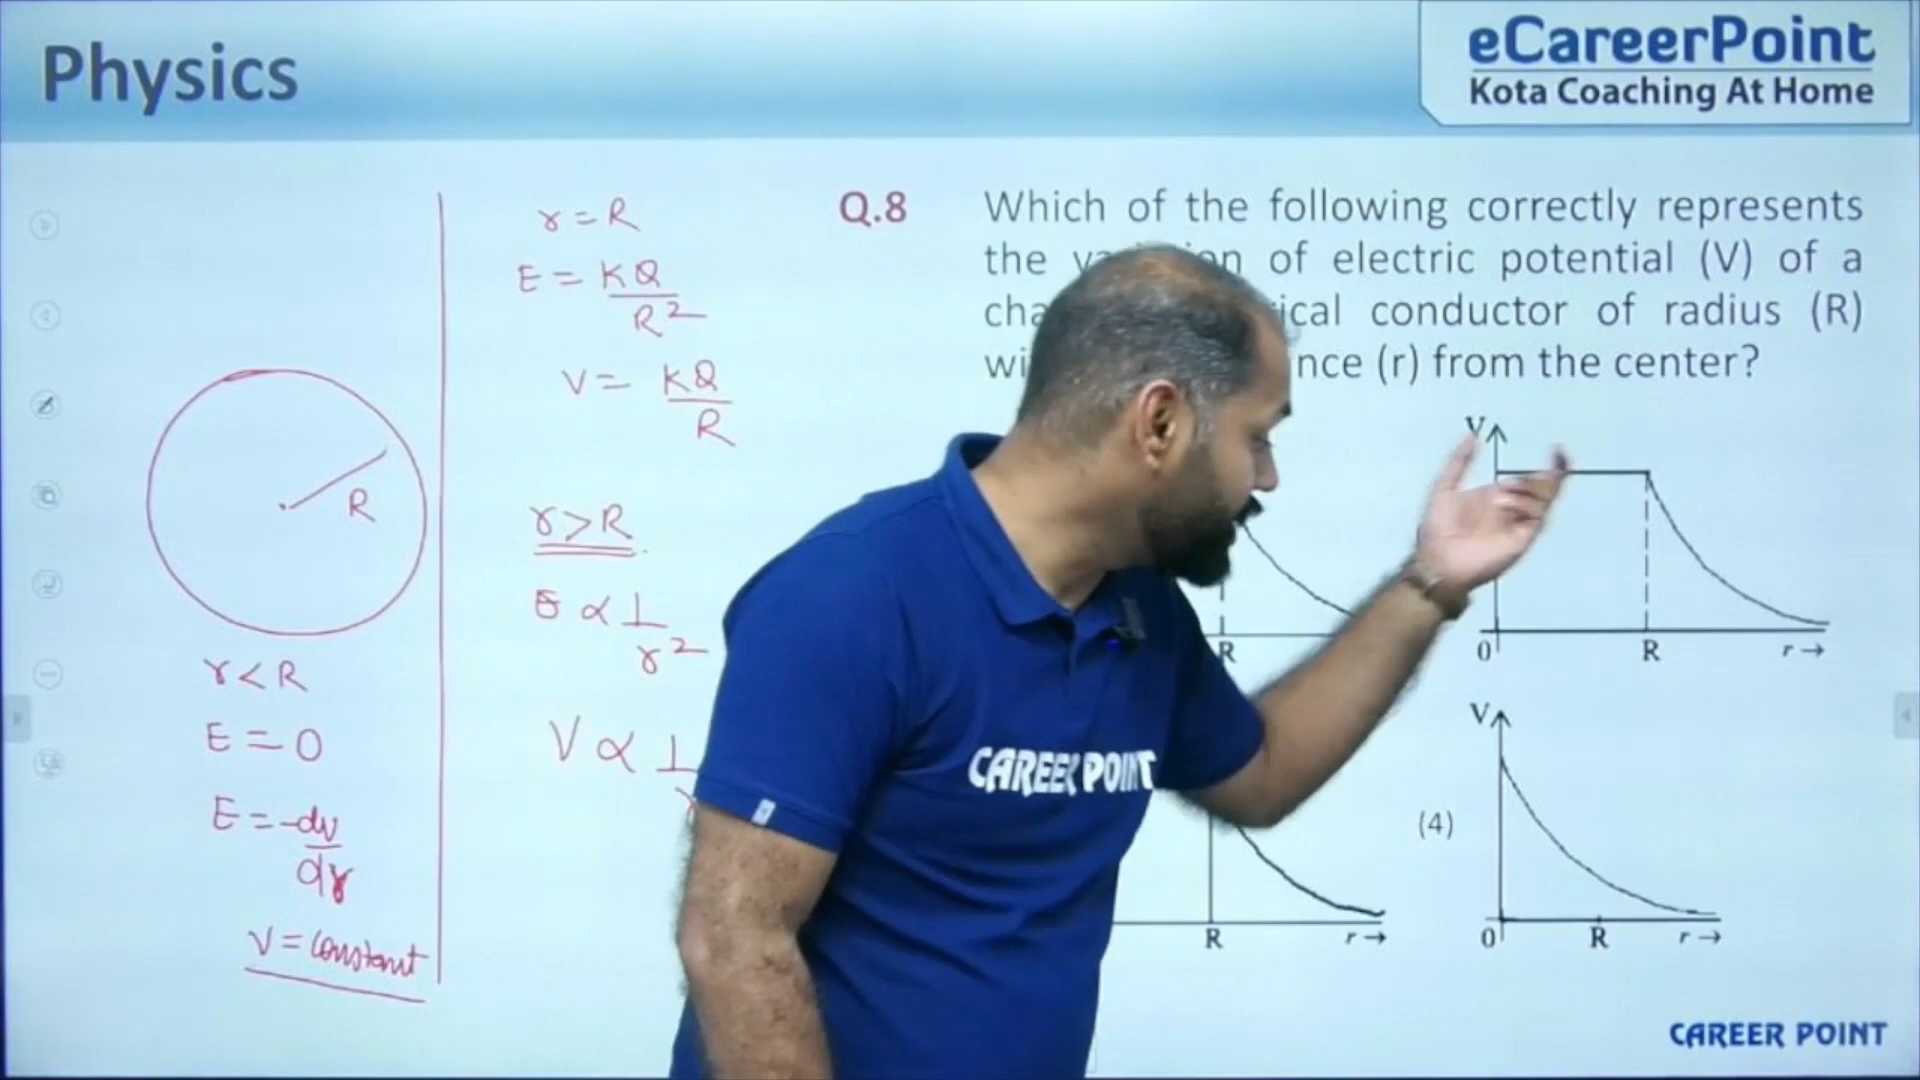 Physics
eCareerPoint
Kota Coaching At Home
r = R
E = KQ
R2
V = KQ
R
r > R
E ∝ 1
r2
V ∝ 1
R
r < R
E = 0
E = -dv
dr
V = constant
Q.8 Which of the following correctly represents
the of electric potential (V) of a
conductor of radius (R)
from the center?
V
0 R r →
R
V
(4)
0 R r →
R r →
CAREER POINT
CAREER POINT